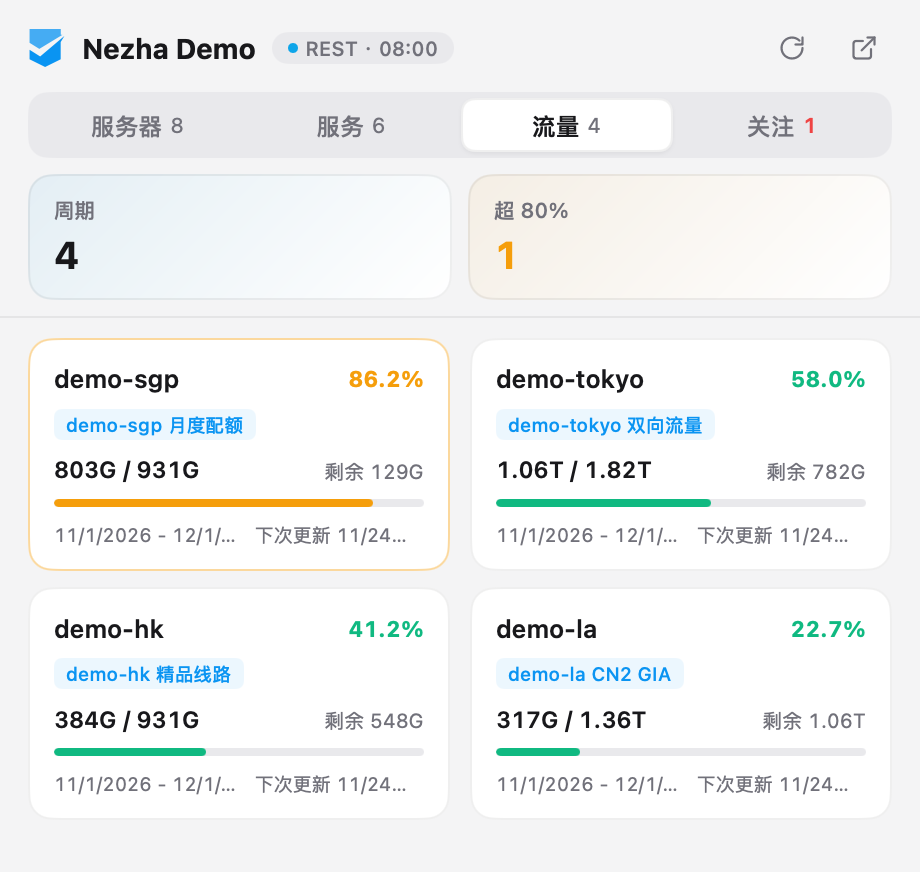 Nezha Demo
REST · 08:00
服务器 8
服务 6
流量 4
关注 1
周期
4
超 80%
1
demo-sgp
86.2%
demo-sgp 月度配额
803G / 931G
剩余 129G
11/1/2026 - 12/1/...
下次更新 11/24...
demo-tokyo
58.0%
demo-tokyo 双向流量
1.06T / 1.82T
剩余 782G
11/1/2026 - 12/1/...
下次更新 11/24...
demo-hk
41.2%
demo-hk 精品线路
384G / 931G
剩余 548G
11/1/2026 - 12/1/...
下次更新 11/24...
demo-la
22.7%
demo-la CN2 GIA
317G / 1.36T
剩余 1.06T
11/1/2026 - 12/1/...
下次更新 11/24...